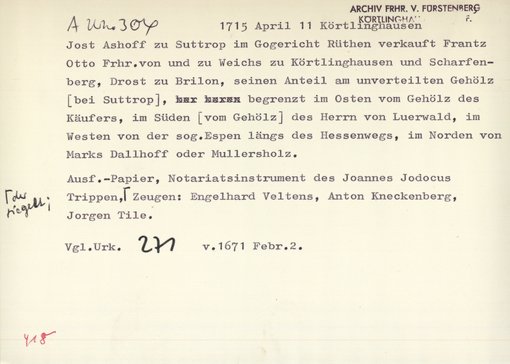 A Uh 304
1715 April 11 Körtlinghausen
ARCHIV FRHR. V. FÜRSTENBERG
KÖRTLINGHAU
Jost Ashoff zu Suttrop im Gogericht Rüthen verkauft Frantz
Otto Frhr.von und zu Weichs zu Körtlinghausen und Scharfen-
berg, Drost zu Brilon, seinen Anteil am unverteilten Gehölz
[bei Suttrop], begrenzt im Osten vom Gehölz des
Käufers, im Süden [vom Gehölz] des Herrn von Luerwald, im
Westen von der sog.Espen längs des Hessenwegs, im Norden von
Marks Dallhoff oder Mullersholz.
Ausf.-Papier, Notariatsinstrument des Joannes Jodocus
Trippen,⌈ Zeugen: Engelhard Veltens, Anton Kneckenberg,
⌈der
siegelt;
Jorgen Tile.
Vgl.Urk. 271 v.1671 Febr.2.
418